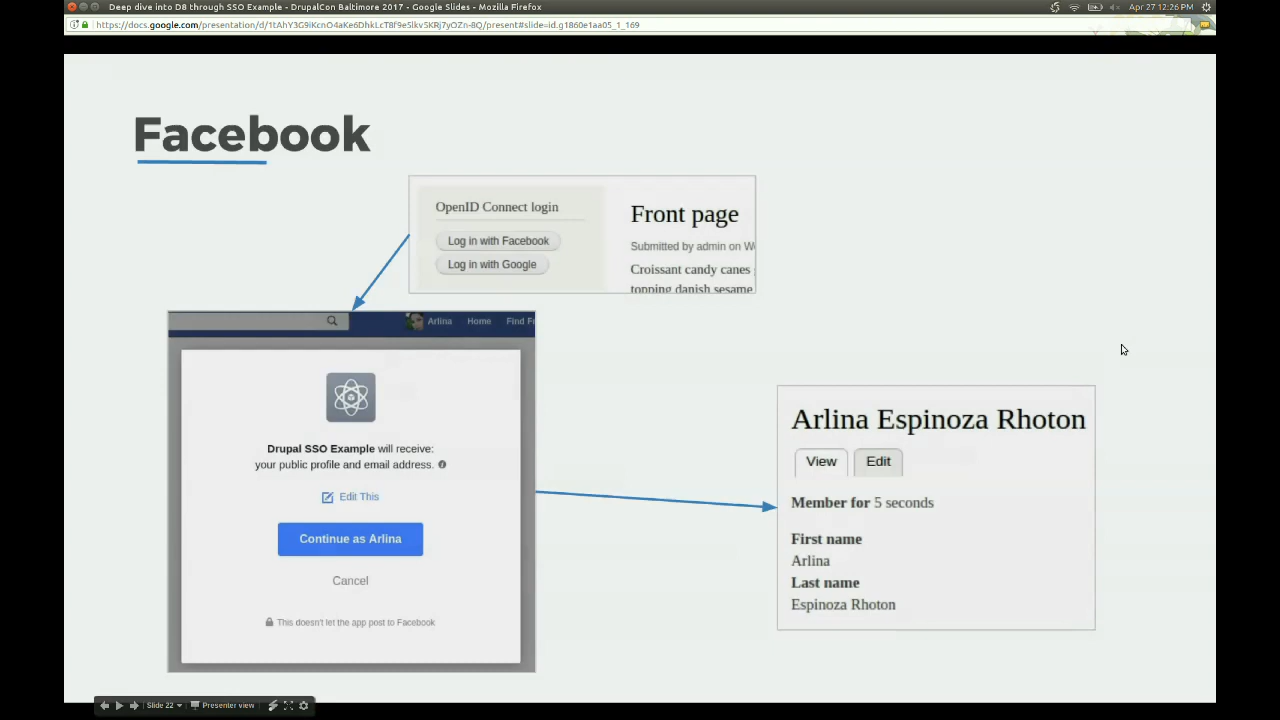 Deep dive into D8 through SSO Example - DrupalCon Baltimore 2017 - Google Slides - Mozilla Firefox
Apr 27 12:26 PM
Facebook
OpenID Connect login
Log in with Facebook
Log in with Google
Front page
Submitted by admin on
Croissant candy canes
topping danish sesame
Arlina Home Find
Drupal SSO Example will receive:
your public profile and email address.
Edit This
Continue as Arlina
Cancel
This doesn't let the app post to Facebook
Arlina Espinoza Rhoton
View Edit
Member for 5 seconds
First name
Arlina
Last name
Espinoza Rhoton
Slide 22 Presenter view